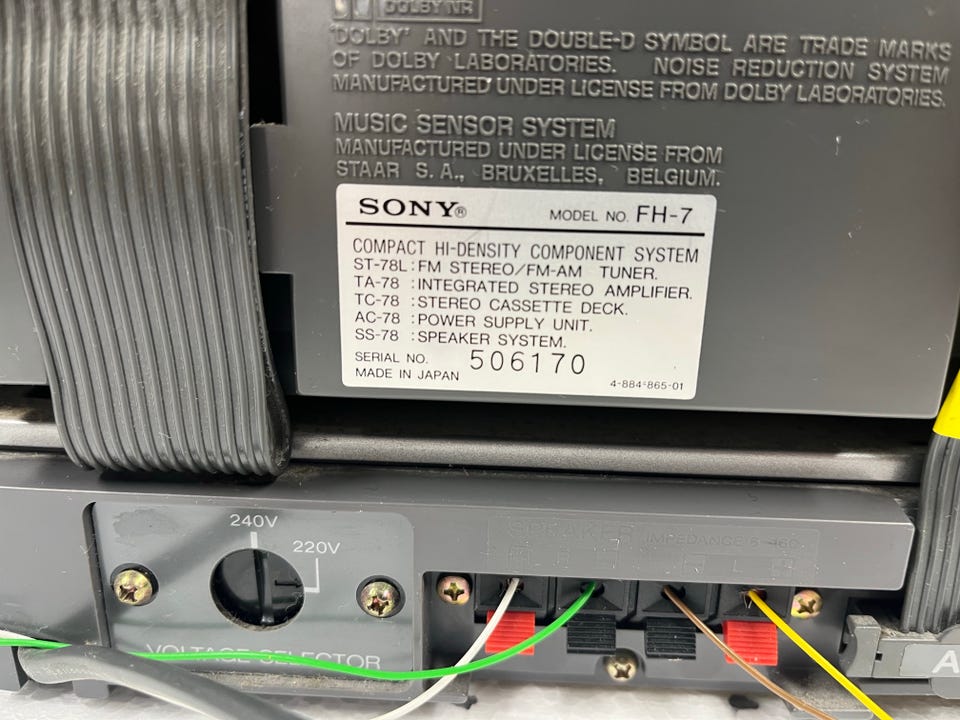 DOLBY NR
'DOLBY' AND THE DOUBLE-D SYMBOL ARE TRADE MARKS
OF DOLBY LABORATORIES. NOISE REDUCTION SYSTEM
MANUFACTURED UNDER LICENSE FROM DOLBY LABORATORIES.
MUSIC SENSOR SYSTEM
MANUFACTURED UNDER LICENSE FROM
STAAR S. A., BRUXELLES, BELGIUM.
SONY® MODEL NO. FH-7
COMPACT HI-DENSITY COMPONENT SYSTEM
ST-78L : FM STEREO/FM-AM TUNER.
TA-78 : INTEGRATED STEREO AMPLIFIER.
TC-78 : STEREO CASSETTE DECK.
AC-78 : POWER SUPPLY UNIT.
SS-78 : SPEAKER SYSTEM.
SERIAL NO. 506170
MADE IN JAPAN 4-884-865-01
240V
220V
VOLTAGE SELECTOR
SPEAKER IMPEDANCE
A